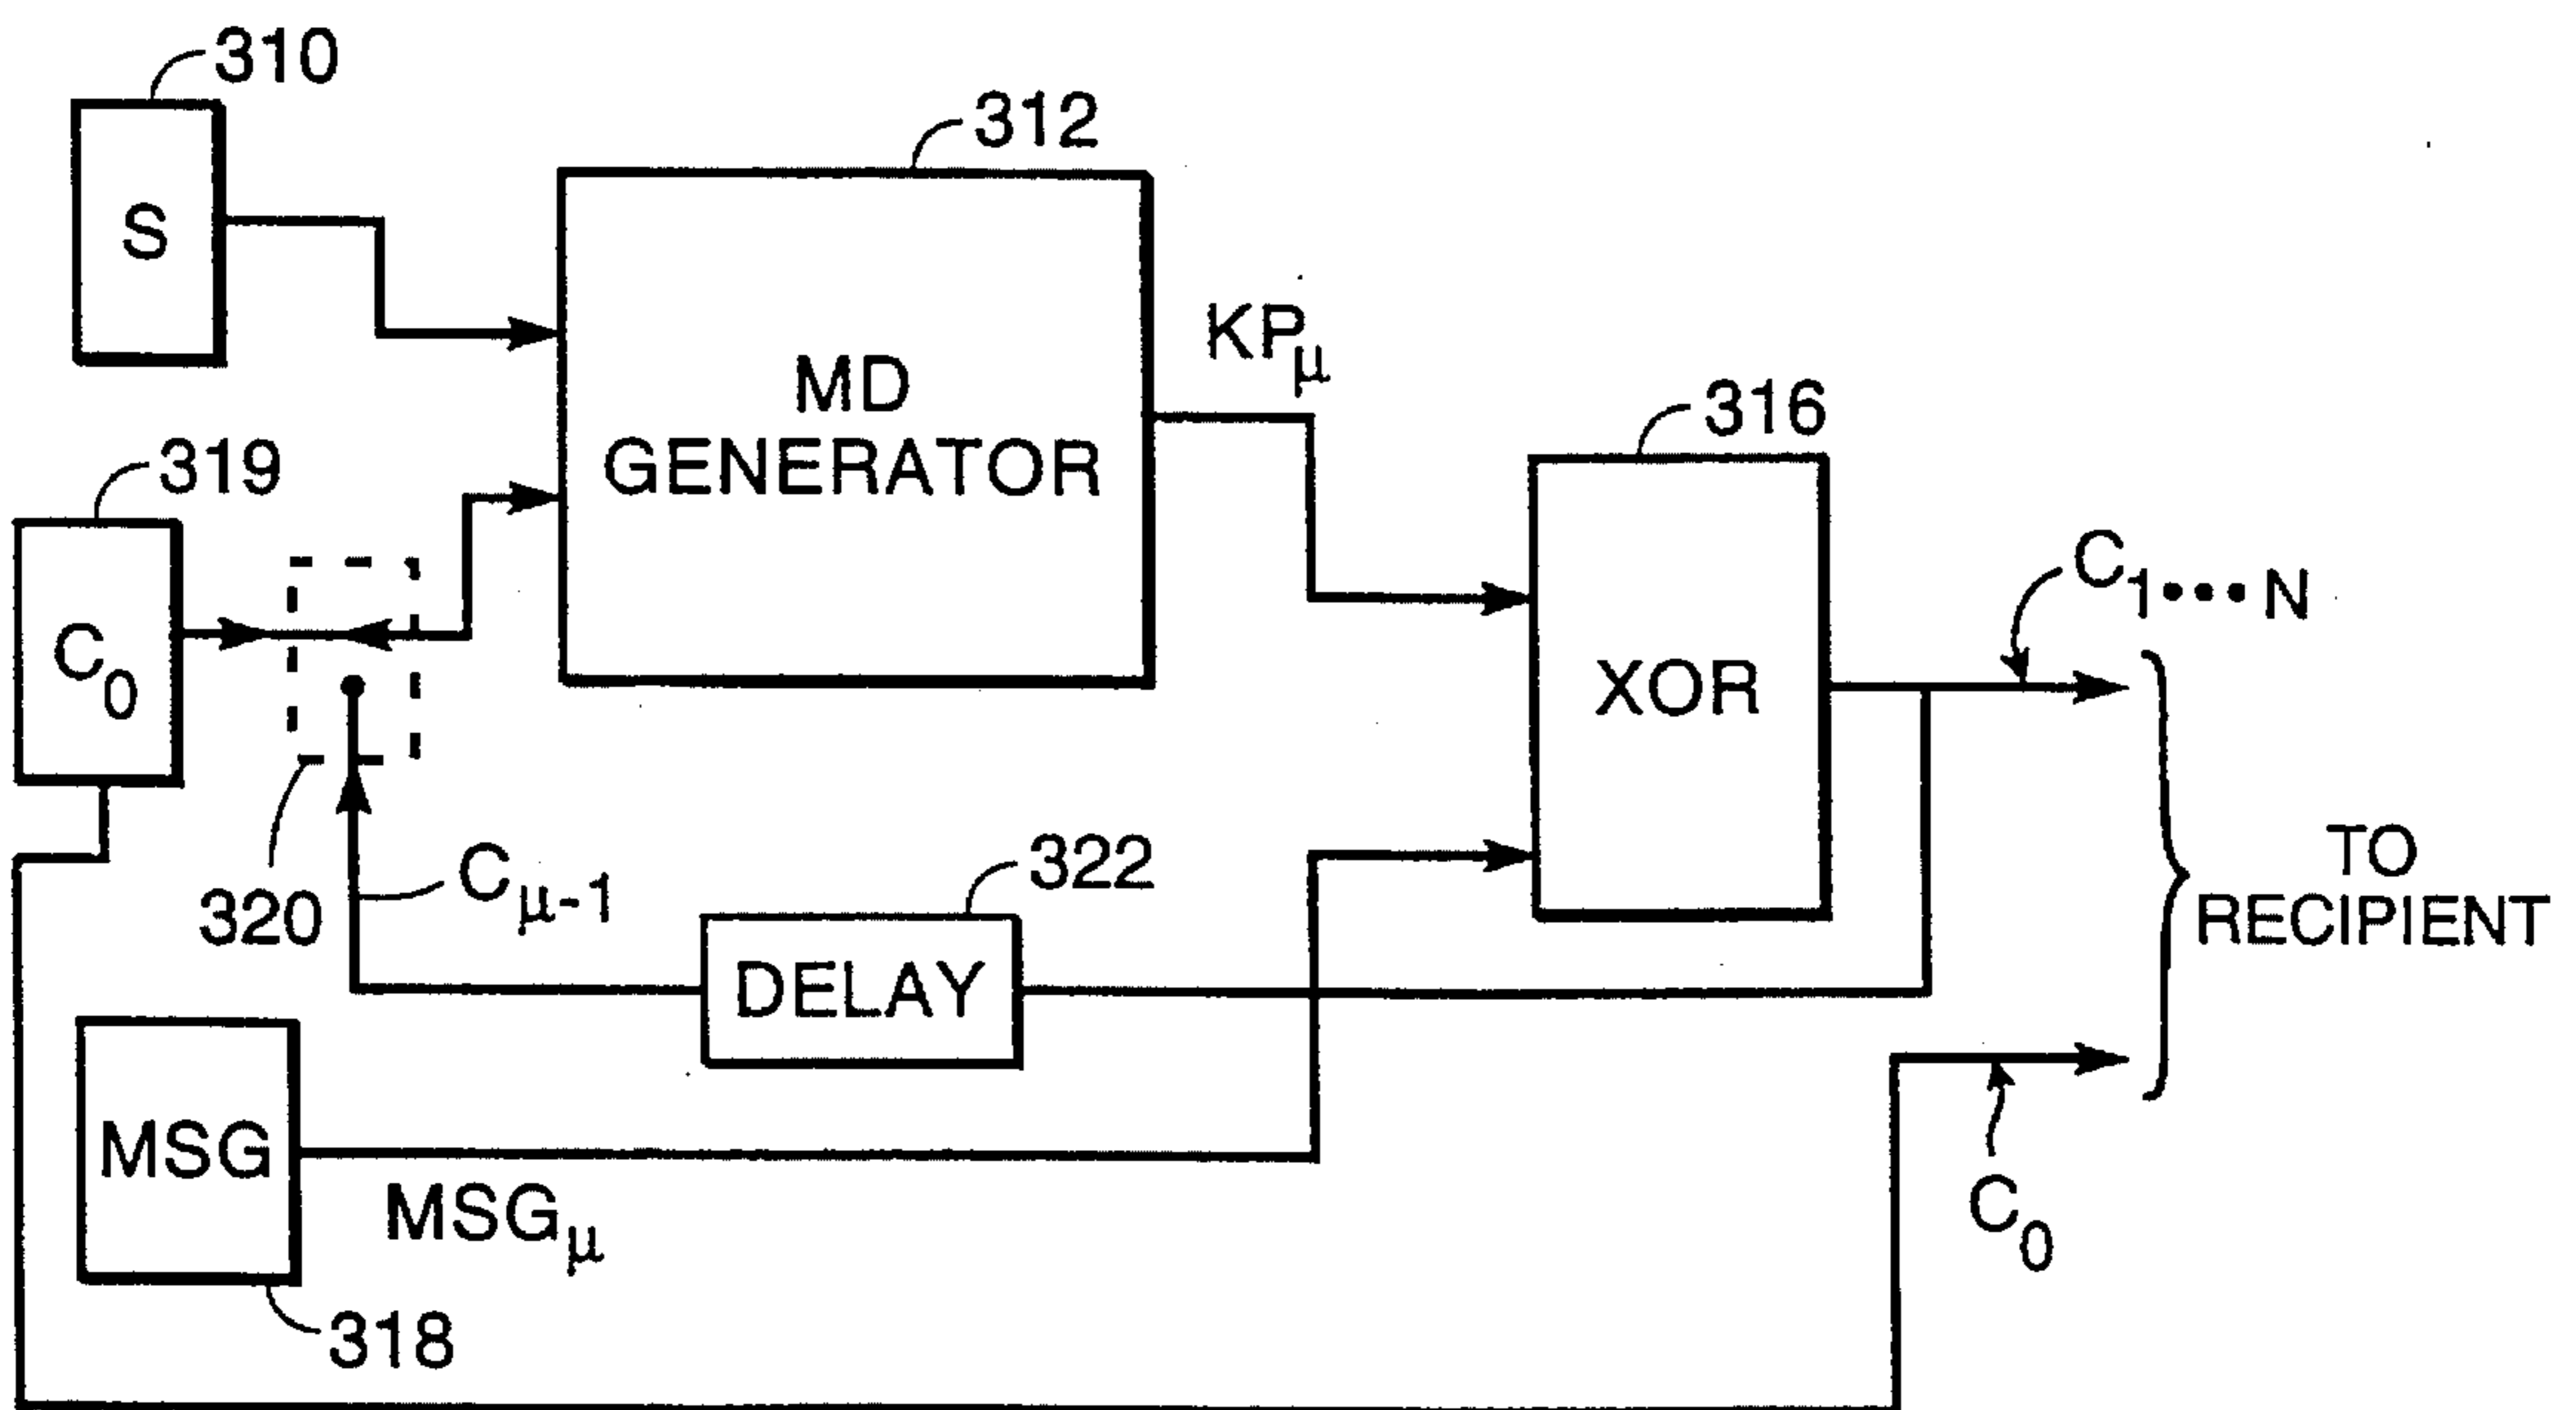 310
S
312
MD
GENERATOR
KPμ
319
C0
316
XOR
C1•••N
320
Cμ-1
322
DELAY
TO
RECIPIENT
MSG
MSGμ
318
C0